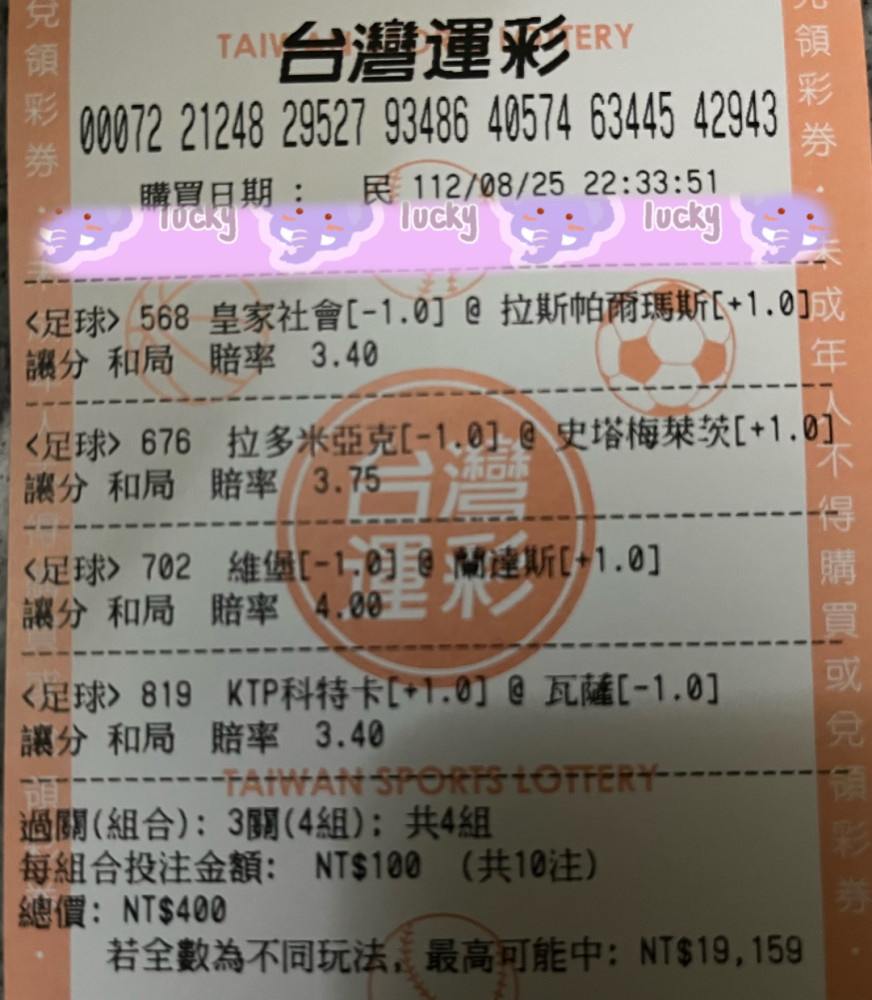 TAIWAN SPORTS LOTTERY
台灣運彩
00072 21248 29527 93486 40574 63445 42943
購買日期： 民 112/08/25 22:33:51
lucky lucky lucky
<足球> 568 皇家社會[-1.0] @ 拉斯帕爾瑪斯[+1.0]
讓分 和局 賠率 3.40
<足球> 676 拉多米亞克[-1.0] @ 史塔梅萊茨[+1.0]
讓分 和局 賠率 3.75
<足球> 702 維堡[-1.0] @ 蘭達斯[+1.0]
讓分 和局 賠率 4.00
<足球> 819 KTP科特卡[+1.0] @ 瓦薩[-1.0]
讓分 和局 賠率 3.40
台灣運彩
TAIWAN SPORTS LOTTERY
過關(組合): 3關(4組): 共4組
每組合投注金額: NT$100 (共10注)
總價: NT$400
若全數為不同玩法, 最高可能中: NT$19,159
兌領彩券·
兌領彩券·未成年人不得購買或兌領彩券·